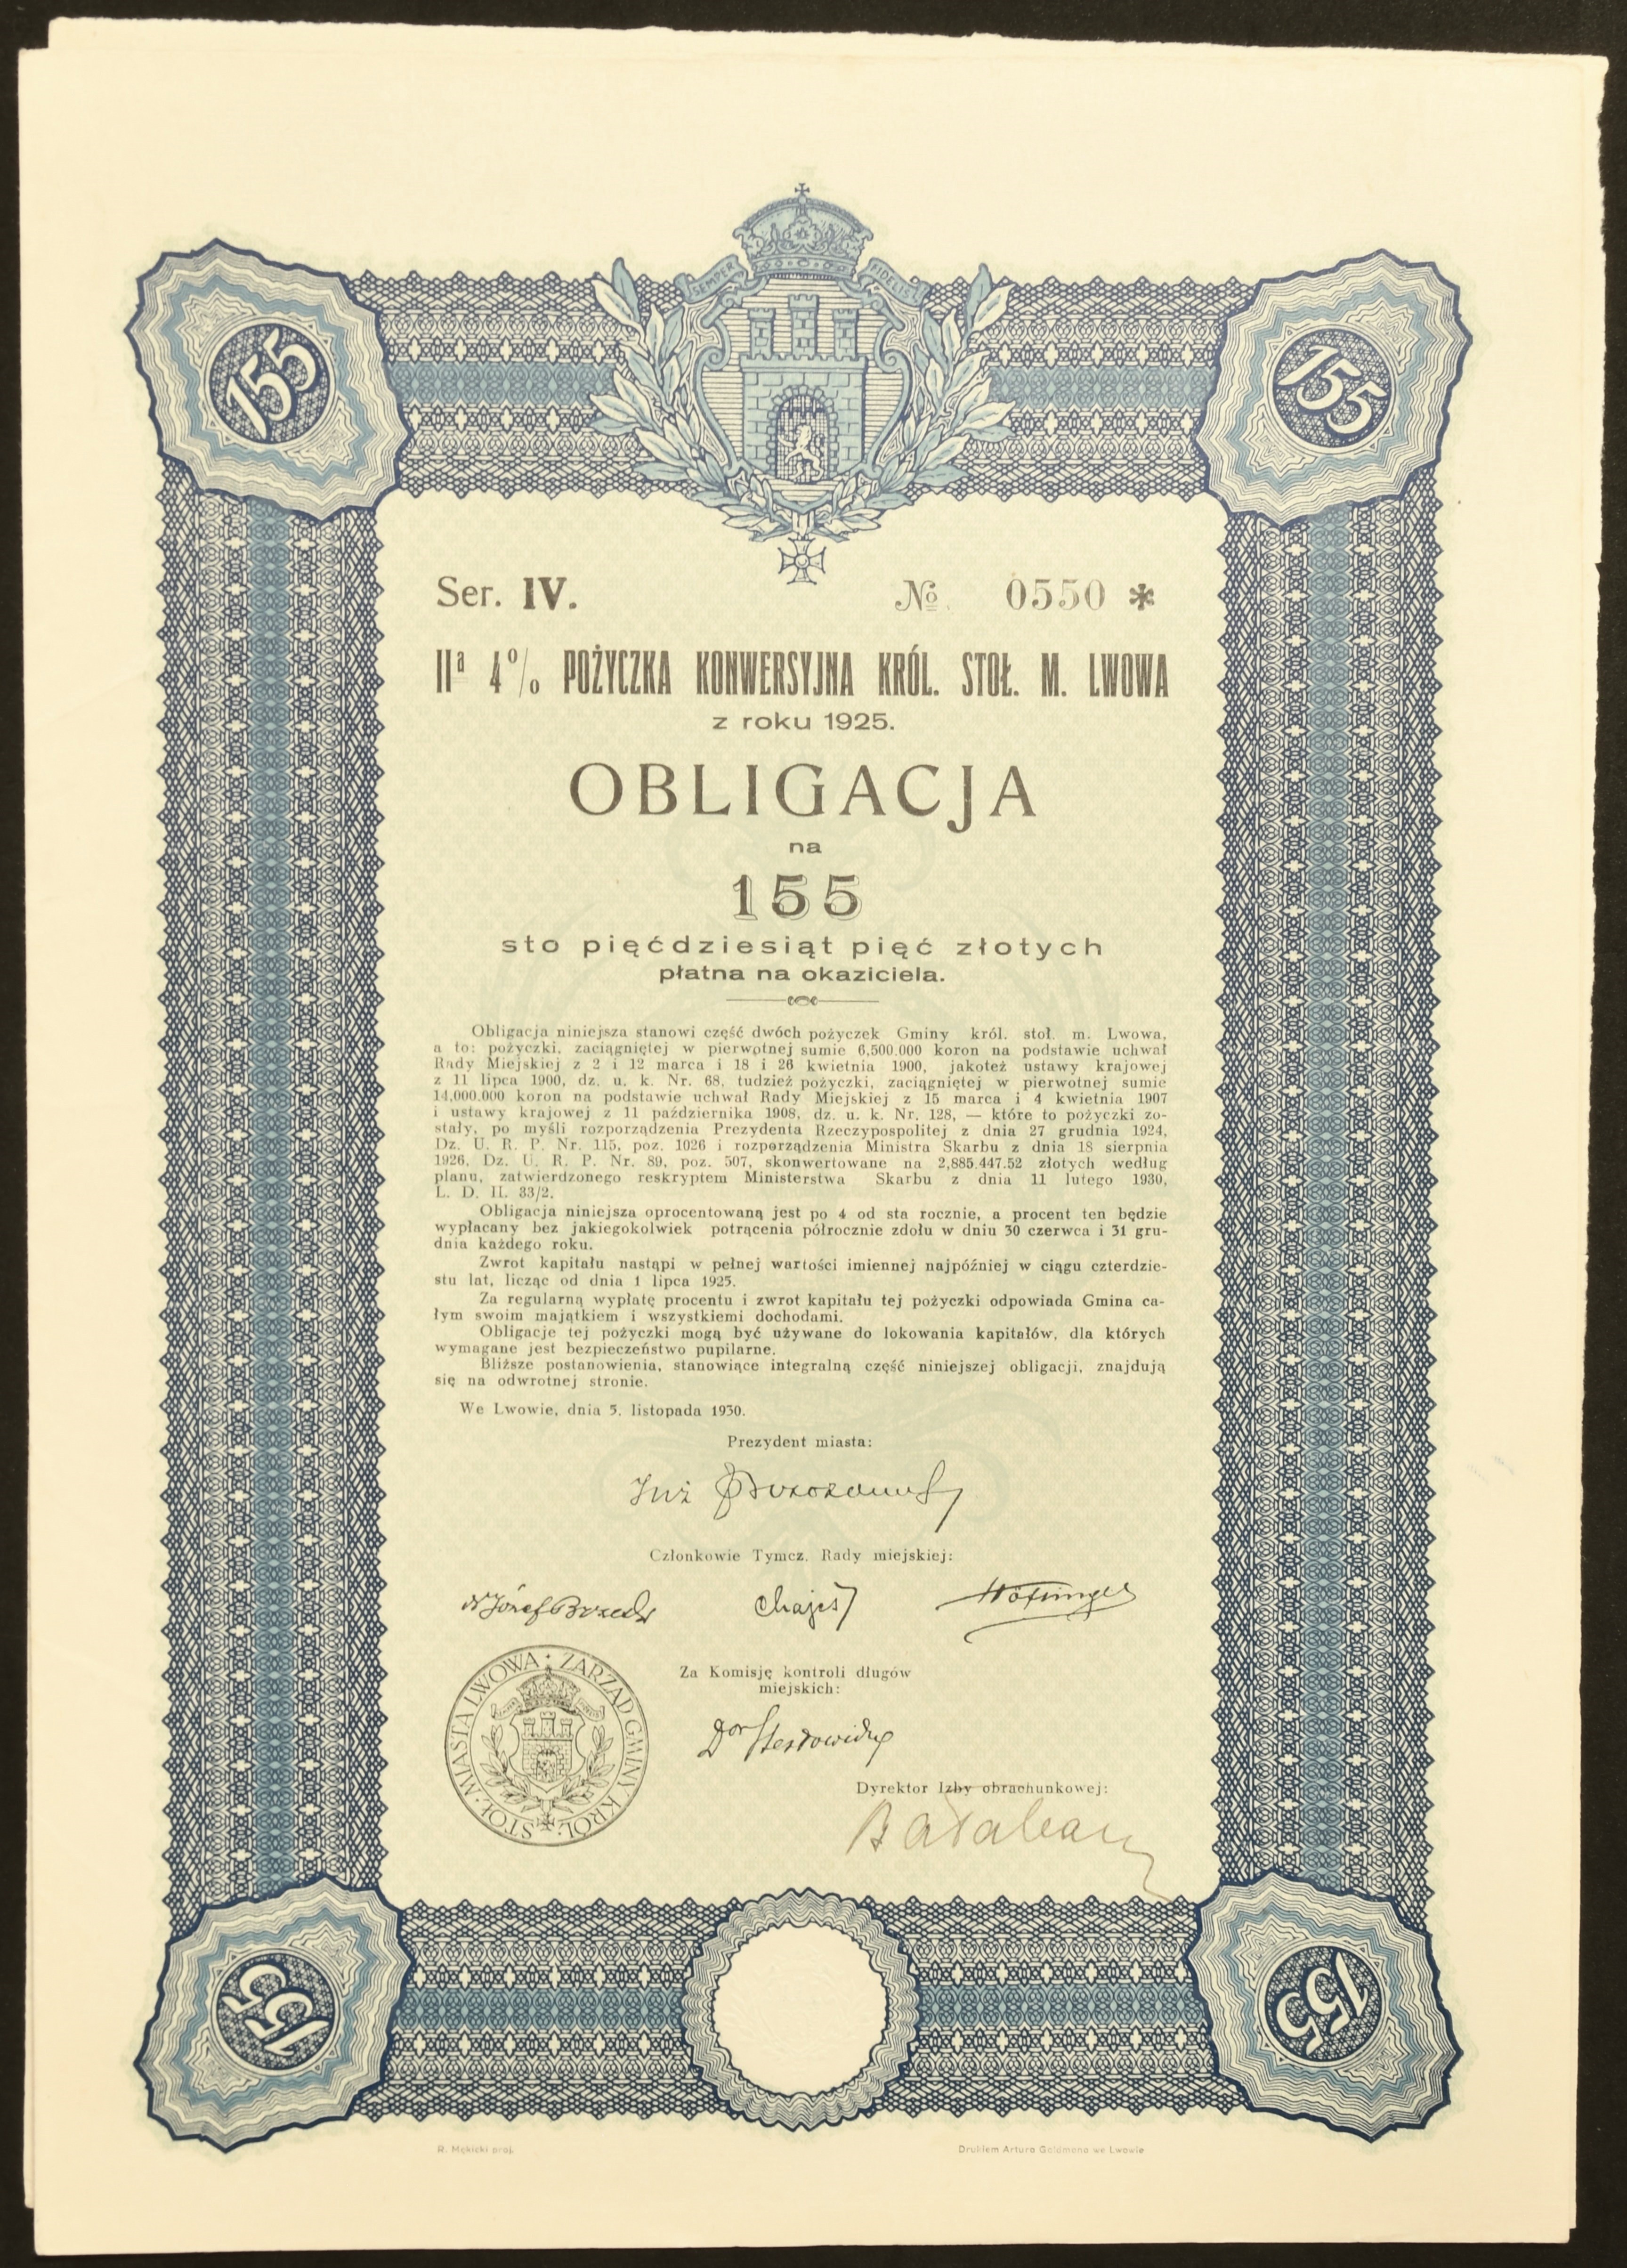 SEMPER FIDELIS
155
155
Ser. IV.
№ 0550 *
IIª 4% POŻYCZKA KONWERSYJNA KRÓL. STOŁ. M. LWOWA
z roku 1925.
OBLIGACJA
na
155
sto pięćdziesiąt pięć złotych
płatna na okaziciela.
Obligacja niniejsza stanowi część dwóch pożyczek Gminy król. stoł. m. Lwowa,
a to: pożyczki, zaciągniętej w pierwotnej sumie 6,500.000 koron na podstawie uchwał
Rady Miejskiej z 2 i 12 marca i 18 i 26 kwietnia 1900, jakoteż ustawy krajowej
z 11 lipca 1900, dz. u. k. Nr. 68, tudzież pożyczki, zaciągniętej w pierwotnej sumie
14,000.000 koron na podstawie uchwał Rady Miejskiej z 15 marca i 4 kwietnia 1907
i ustawy krajowej z 11 października 1908, dz. u. k. Nr. 128, — które to pożyczki zo-
stały, po myśli rozporządzenia Prezydenta Rzeczypospolitej z dnia 27 grudnia 1924,
Dz. U. R. P. Nr. 115, poz. 1026 i rozporządzenia Ministra Skarbu z dnia 18 sierpnia
1926, Dz. U. R. P. Nr. 89, poz. 507, skonwertowane na 2,885.447.52 złotych według
planu, zatwierdzonego reskryptem Ministerstwa Skarbu z dnia 11 lutego 1930,
L. D. II. 33/2.
Obligacja niniejsza oprocentowaną jest po 4 od sta rocznie, a procent ten będzie
wypłacany bez jakiegokolwiek potrącenia półrocznie zdołu w dniu 30 czerwca i 31 gru-
dnia każdego roku.
Zwrot kapitału nastąpi w pełnej wartości imiennej najpóźniej w ciągu czterdzie-
stu lat, licząc od dnia 1 lipca 1925.
Za regularną wypłatę procentu i zwrot kapitału tej pożyczki odpowiada Gmina ca-
łym swoim majątkiem i wszystkiemi dochodami.
Obligacje tej pożyczki mogą być używane do lokowania kapitałów, dla których
wymagane jest bezpieczeństwo pupilarne.
Bliższe postanowienia, stanowiące integralną część niniejszej obligacji, znajdują
się na odwrotnej stronie.
We Lwowie, dnia 5. listopada 1930.
Prezydent miasta:
Członkowie Tymcz. Rady miejskiej:
Dr Józef
Chajes
Za Komisję kontroli długów
miejskich:
ZARZĄD GMINY KRÓL. STOŁ. MIASTA LWOWA
Dyrektor Izby obrachunkowej:
155
155
R. Mękicki proj.
Drukiem Artura Goldmana we Lwowie